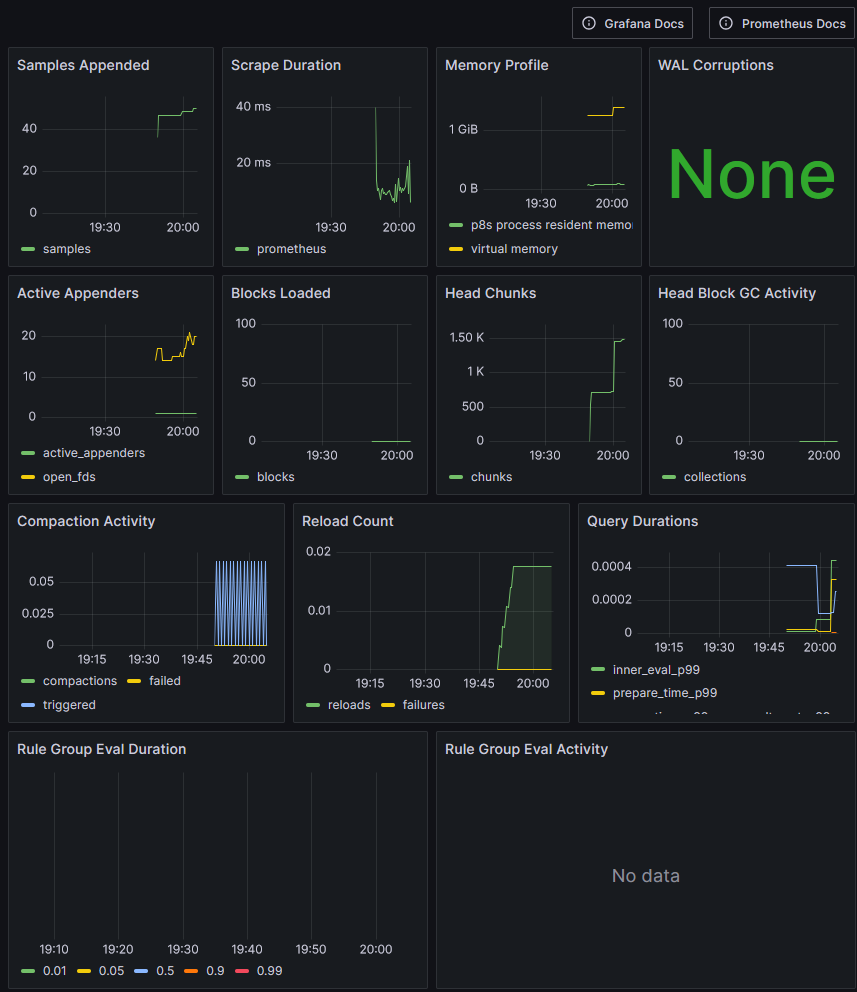 Grafana Docs
Prometheus Docs
Samples Appended
40
20
0
19:30 20:00
samples
Scrape Duration
40 ms
20 ms
19:30 20:00
prometheus
Memory Profile
1 GiB
0 B
19:30 20:00
p8s process resident
virtual memory
WAL Corruptions
None
Active Appenders
20
10
0
19:30 20:00
active_appenders
open_fds
Blocks Loaded
100
50
0
19:30 20:00
blocks
Head Chunks
1.50 K
1 K
500
0
19:30 20:00
chunks
Head Block GC Activity
100
50
0
19:30 20:00
collections
Compaction Activity
0.05
0.025
0
19:15 19:30 19:45 20:00
compactions failed
triggered
Reload Count
0.02
0.01
0
19:15 19:30 19:45 20:00
reloads failures
Query Durations
0.0004
0.0002
0
19:15 19:30 19:45 20:00
inner_eval_p99
prepare_time_p99
Rule Group Eval Duration
19:10 19:20 19:30 19:40 19:50 20:00
0.01 0.05 0.5 0.9 0.99
Rule Group Eval Activity
No data